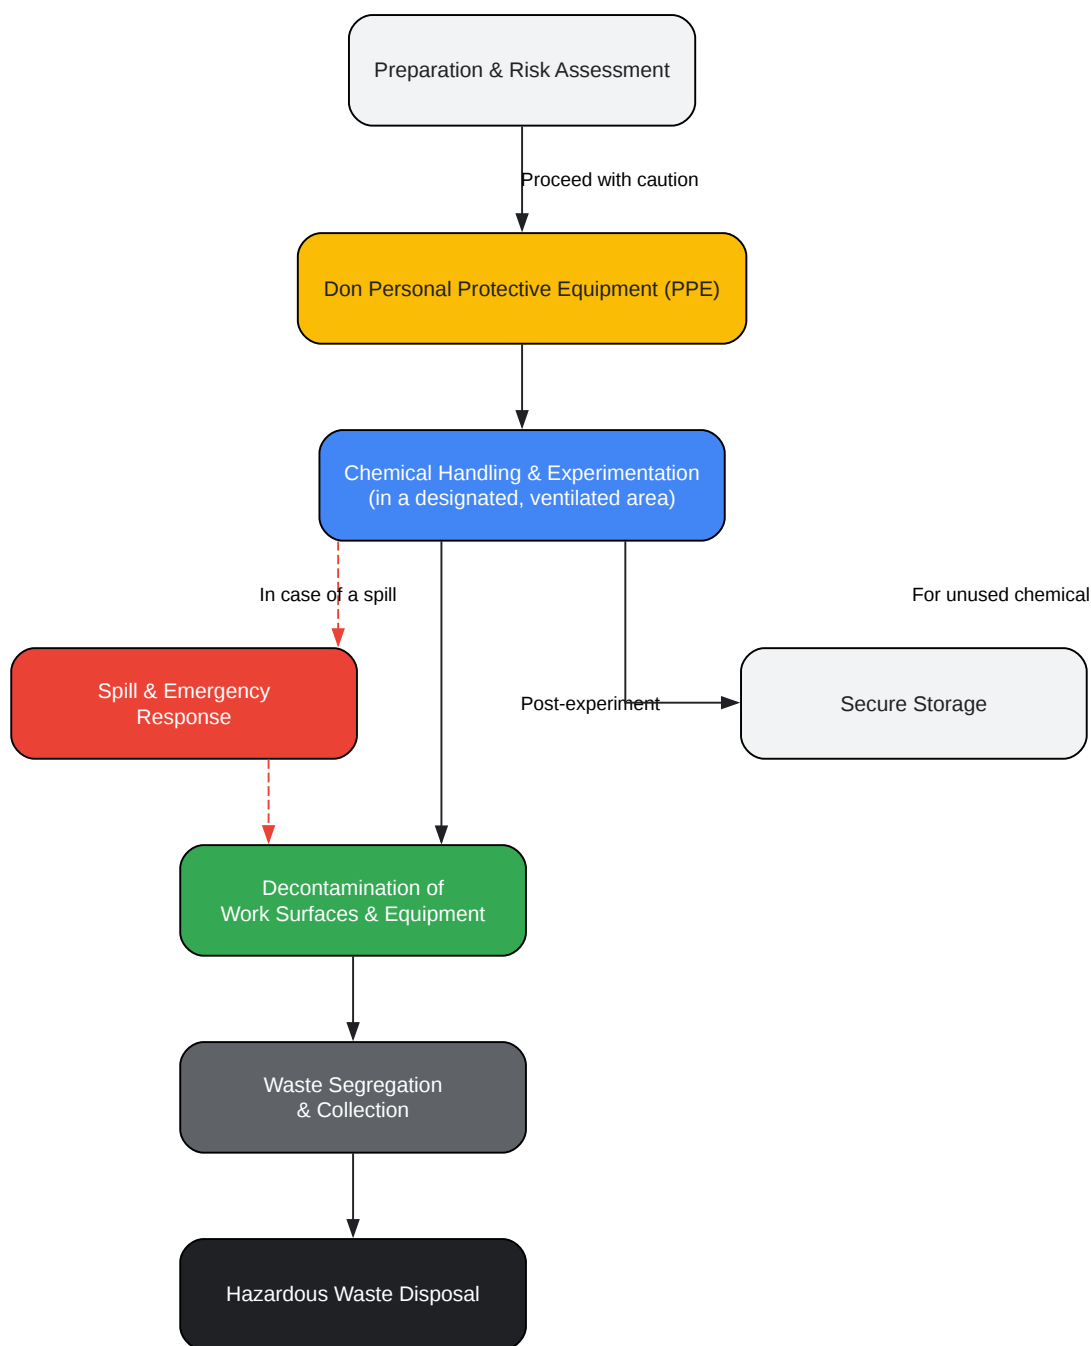 Preparation & Risk Assessment
Proceed with caution
Don Personal Protective Equipment (PPE)
Chemical Handling & Experimentation
(in a designated, ventilated area)
In case of a spill
For unused chemical
Spill & Emergency
Response
Post-experiment
Secure Storage
Decontamination of
Work Surfaces & Equipment
Waste Segregation
& Collection
Hazardous Waste Disposal